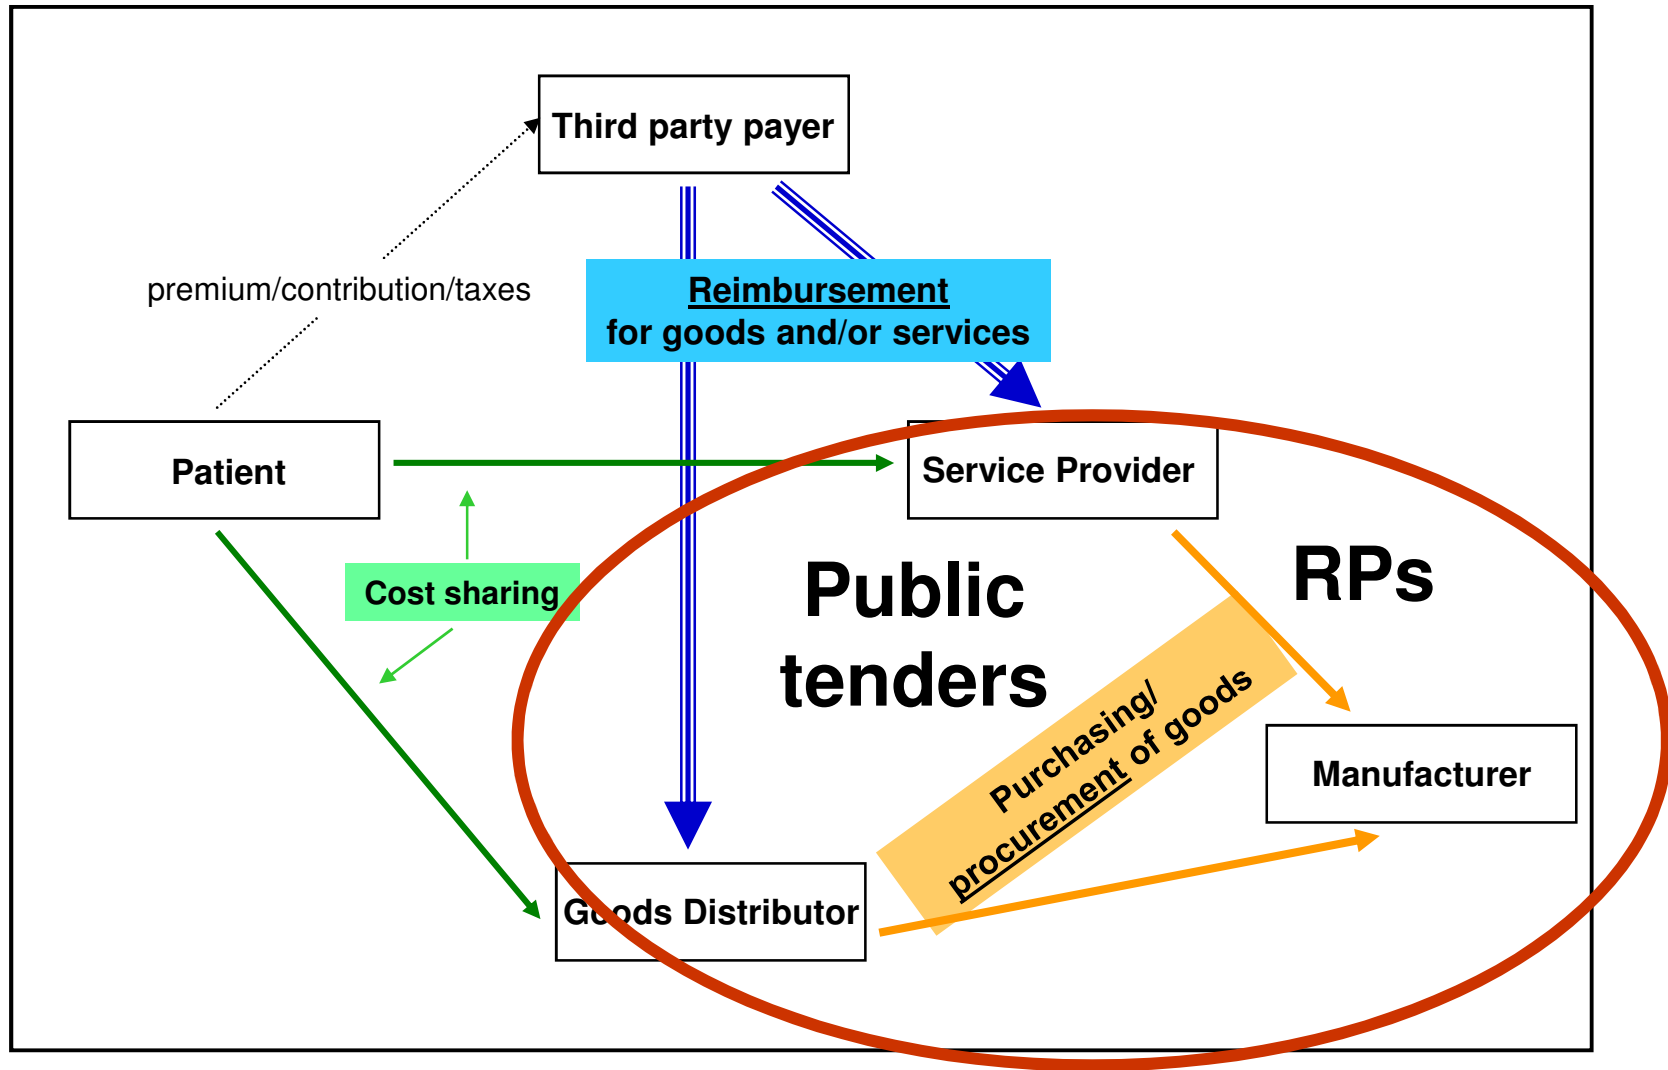 Third party payer
premium/contribution/taxes
Reimbursement
for goods and/or services
Patient
Service Provider
Cost sharing
Public
tenders
RPs
Purchasing/
procurement of goods
Manufacturer
Goods Distributor